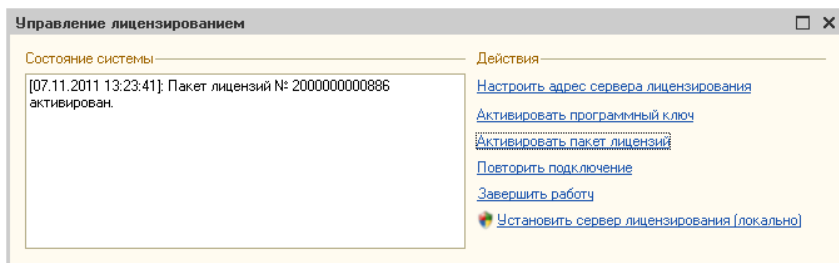 Управление лицензированием
Состояние системы
[07.11.2011 13:23:41]: Пакет лицензий № 2000000000886
активирован.
Действия
Настроить адрес сервера лицензирования
Активировать программный ключ
Активировать пакет лицензий
Повторить подключение
Завершить работу
Установить сервер лицензирования (локально)